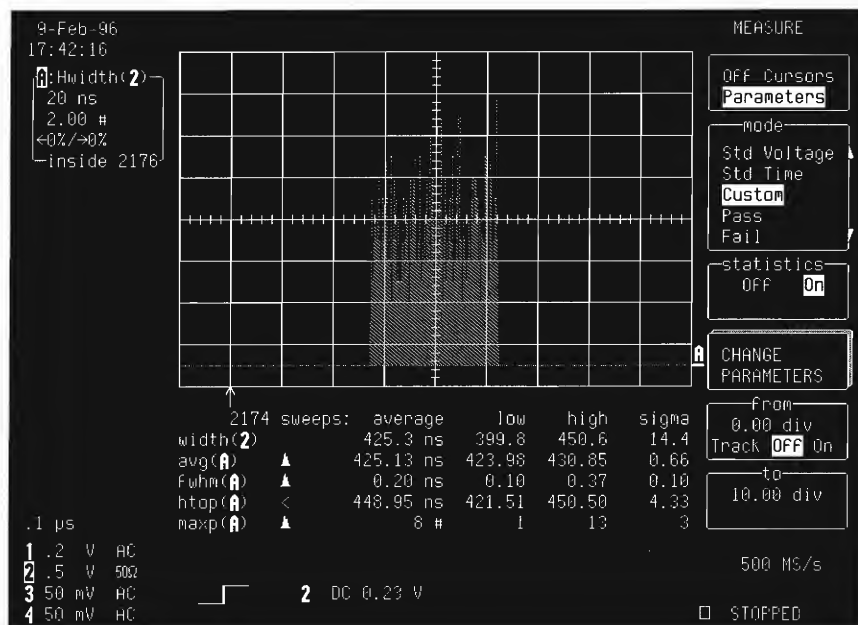 9-Feb-96
17:42:16
A:Hwidth(2)
20 ns
2.00 #
←0%/→0%
inside 2176
A
2174 sweeps: average low high sigma
width(2) 425.3 ns 399.8 450.6 14.4
avg(A) 425.13 ns 423.98 430.85 0.66
fwhm(A) 0.20 ns 0.10 0.37 0.10
htop(A) < 448.95 ns 421.51 450.50 4.33
maxp(A) 8 # 1 13 3
.1 µs
1 .2 V AC
2 .5 V 50Ω
3 50 mV AC
4 50 mV AC
2 DC 0.23 V
MEASURE
Off Cursors
Parameters
mode
Std Voltage
Std Time
Custom
Pass
Fail
statistics
Off On
CHANGE
PARAMETERS
from
0.00 div
Track Off On
to
10.00 div
500 MS/s
□ STOPPED